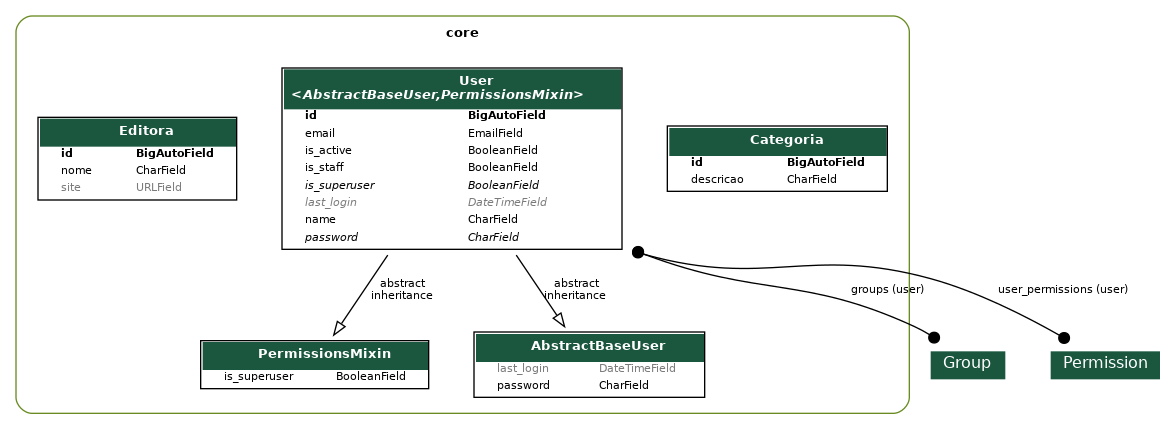 core
User
<AbstractBaseUser,PermissionsMixin>
id BigAutoField
email EmailField
is_active BooleanField
is_staff BooleanField
is_superuser BooleanField
last_login DateTimeField
name CharField
password CharField
Editora
id BigAutoField
nome CharField
site URLField
Categoria
id BigAutoField
descricao CharField
abstract
inheritance
abstract
inheritance
groups (user)
user_permissions (user)
PermissionsMixin
is_superuser BooleanField
AbstractBaseUser
last_login DateTimeField
password CharField
Group
Permission